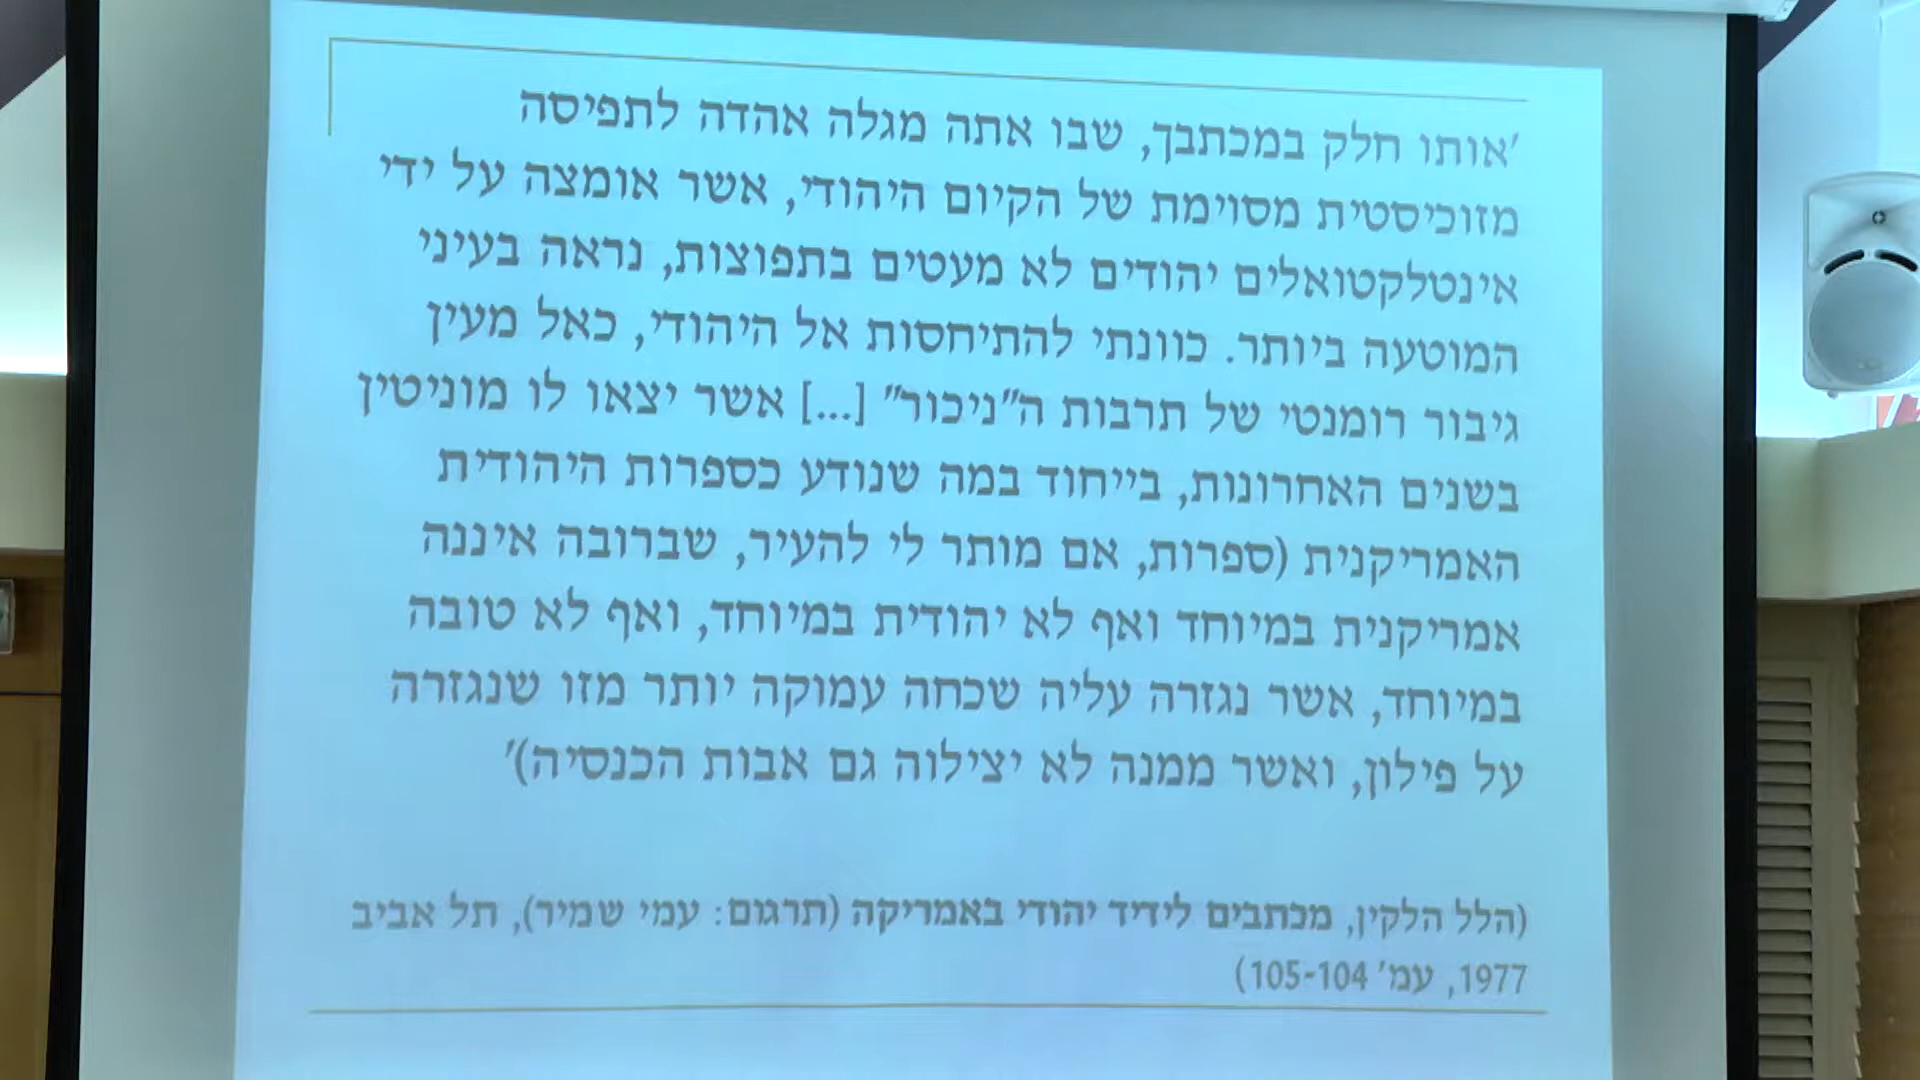 'אותו חלק במכתבך, שבו אתה מגלה אהדה לתפיסה
מזוכיסטית מסוימת של הקיום היהודי, אשר אומצה על ידי
אינטלקטואלים יהודים לא מעטים בתפוצות, נראה בעיני
המוטעה ביותר. כוונתי להתיחסות אל היהודי, כאל מעין
גיבור רומנטי של תרבות ה"ניכור" [...] אשר יצאו לו מוניטין
בשנים האחרונות, בייחוד במה שנודע כספרות היהודית
האמריקנית (ספרות, אם מותר לי להעיר, שברובה איננה
אמריקנית במיוחד ואף לא יהודית במיוחד, ואף לא טובה
במיוחד, אשר נגזרה עליה שכחה עמוקה יותר מזו שנגזרה
על פילון, ואשר ממנה לא יצילוה גם אבות הכנסיה)'
(הלל הלקין, מכתבים לידיד יהודי באמריקה (תרגום: עמי שמיר), תל אביב
1977, עמ' 105-104)